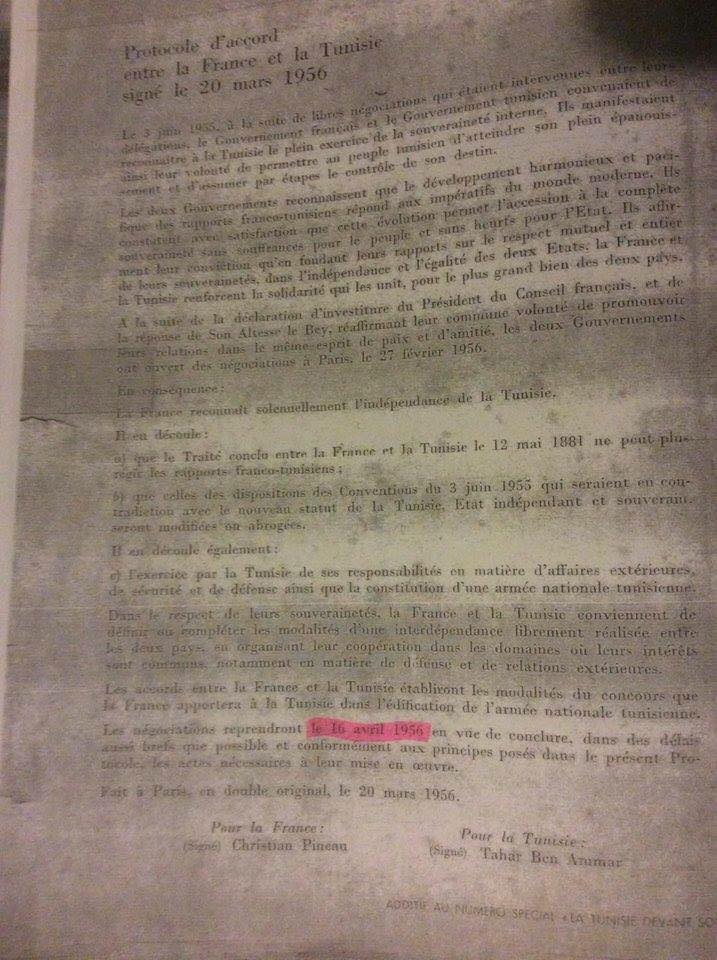 Protocole d'accord
entre la France et la Tunisie
signé le 20 mars 1956
Le 3 juin 1955, à la suite de libres négociations qui étaient intervenues entre leurs
délégations, le Gouvernement français et le Gouvernement tunisien convenaient de
reconnaître à la Tunisie le plein exercice de la souveraineté interne. Ils manifestaient
ainsi leur volonté de permettre au peuple tunisien d'atteindre son plein épanouis-
sement et d'assumer par étapes le contrôle de son destin.
Les deux Gouvernements reconnaissent que le développement harmonieux et paci-
fique des rapports franco-tunisiens répond aux impératifs du monde moderne. Ils
constatent avec satisfaction que cette évolution permet l'accession à la complète
souveraineté sans souffrances pour le peuple et sans heurts pour l'Etat. Ils affir-
ment leur conviction qu'en fondant leurs rapports sur le respect mutuel et entier
de leurs souverainetés, dans l'indépendance et l'égalité des deux Etats, la France et
la Tunisie renforcent la solidarité qui les unit, pour le plus grand bien des deux pays.
A la suite de la déclaration d'investiture du Président du Conseil français, et de
la réponse de Son Altesse le Bey, réaffirmant leur commune volonté de promouvoir
leurs relations dans le même esprit de paix et d'amitié, les deux Gouvernements
ont ouvert des négociations à Paris, le 27 février 1956.
En conséquence :
La France reconnaît solennellement l'indépendance de la Tunisie.
Il en découle :
a) que le Traité conclu entre la France et la Tunisie le 12 mai 1881 ne peut plus
régir les rapports franco-tunisiens ;
b) que celles des dispositions des Conventions du 3 juin 1955 qui seraient en con-
tradiction avec le nouveau statut de la Tunisie, Etat indépendant et souverain,
seront modifiées ou abrogées.
Il en découle également :
c) l'exercice par la Tunisie de ses responsabilités en matière d'affaires extérieures,
de sécurité et de défense ainsi que la constitution d'une armée nationale tunisienne.
Dans le respect de leurs souverainetés, la France et la Tunisie conviennent de
définir ou compléter les modalités d'une interdépendance librement réalisée entre
les deux pays, en organisant leur coopération dans les domaines où leurs intérêts
sont communs, notamment en matière de défense et de relations extérieures.
Les accords entre la France et la Tunisie établiront les modalités du concours que
la France apportera à la Tunisie dans l'édification de l'armée nationale tunisienne.
Les négociations reprendront le 16 avril 1956 en vue de conclure, dans des délais
aussi brefs que possible et conformément aux principes posés dans le présent Pro-
tocole, les actes nécessaires à leur mise en œuvre.
Fait à Paris, en double original, le 20 mars 1956.
Pour la France :
(Signé) Christian Pineau
Pour la Tunisie :
(Signé) Tahar Ben Ammar
ADDITIF AU NUMERO SPECIAL « LA TUNISIE DEVANT SO